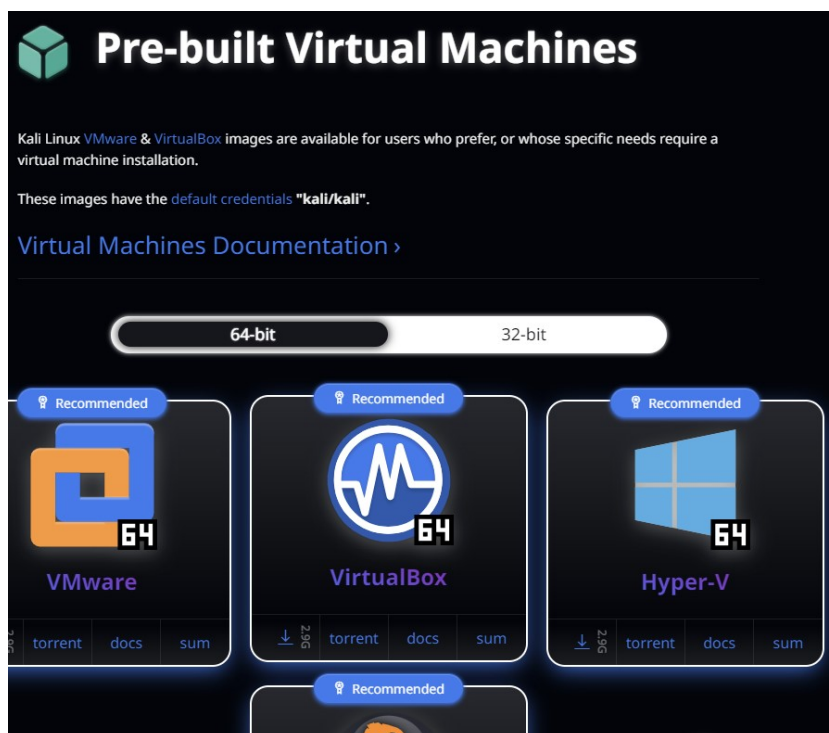 Pre-built Virtual Machines
Kali Linux VMware & VirtualBox images are available for users who prefer, or whose specific needs require a
virtual machine installation.
These images have the default credentials "kali/kali".
Virtual Machines Documentation ›
64-bit
32-bit
Recommended
64
VMware
2.9G
torrent
docs
sum
Recommended
64
VirtualBox
2.9G
torrent
docs
sum
Recommended
64
Hyper-V
2.9G
torrent
docs
sum
Recommended